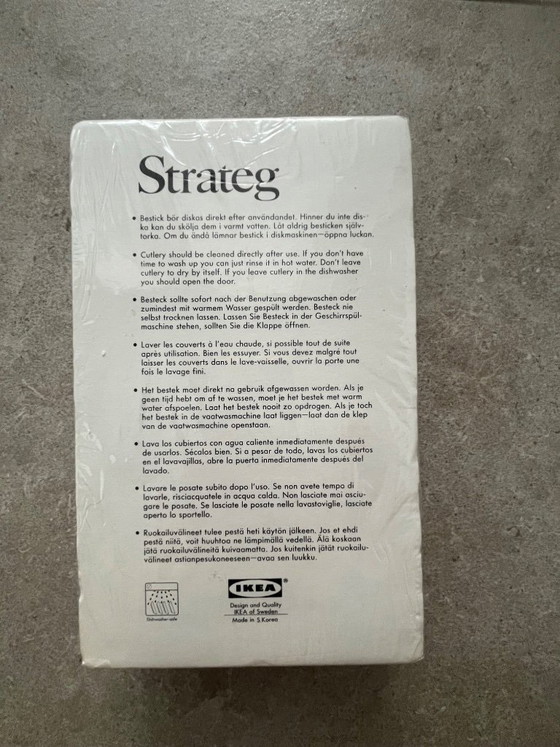 Strateg
• Bestick bör diskas direkt efter användandet. Hinner du inte dis-
ka kan du skölja dem i varmt vatten. Låt aldrig besticken själv-
torka. Om du ändå lämnar bestick i diskmaskinen—öppna luckan.
• Cutlery should be cleaned directly after use. If you don't have
time to wash up you can just rinse it in hot water. Don't leave
cutlery to dry by itself. If you leave cutlery in the dishwasher
you should open the door.
• Besteck sollte sofort nach der Benutzung abgewaschen oder
zumindest mit warmem Wasser gespült werden. Besteck nie
selbst trocknen lassen. Lassen Sie Besteck in der Geschirrspül-
maschine stehen, sollten Sie die Klappe öffnen.
• Laver les couverts à l'eau chaude, si possible tout de suite
après utilisation. Bien les essuyer. Si vous devez malgré tout
laisser les couverts dans le lave-vaisselle, ouvrir la porte une
fois le lavage fini.
• Het bestek moet direkt na gebruik afgewassen worden. Als je
geen tijd hebt om af te wassen, moet je het bestek met warm
water afspoelen. Laat het bestek nooit zo opdrogen. Als je toch
het bestek in de vaatwasmachine laat liggen—laat dan de klep
van de vaatwasmachine openstaan.
• Lava los cubiertos con agua caliente inmediatamente después
de usarlos. Sécalos bien. Si a pesar de todo, lavas los cubiertos
en el lavavajillas, abre la puerta inmediatamente después del
lavado.
• Lavare le posate subito dopo l'uso. Se non avete tempo di
lavarle, risciacquatele in acqua calda. Non lasciate mai asciu-
gare le posate. Se lasciate le posate nella lavastoviglie, lasciate
aperto lo sportello.
• Ruokailuvälineet tulee pestä heti käytön jälkeen. Jos et ehdi
pestä niitä, voit huuhtoa ne lämpimällä vedellä. Älä koskaan
jätä ruokailuvälineitä kuivaamatta. Jos kuitenkin jätät ruokailu-
välineet astianpesukoneeseen—avaa sen luukku.
Dishwasher-safe
IKEA®
Design and Quality
IKEA of Sweden
Made in S.Korea